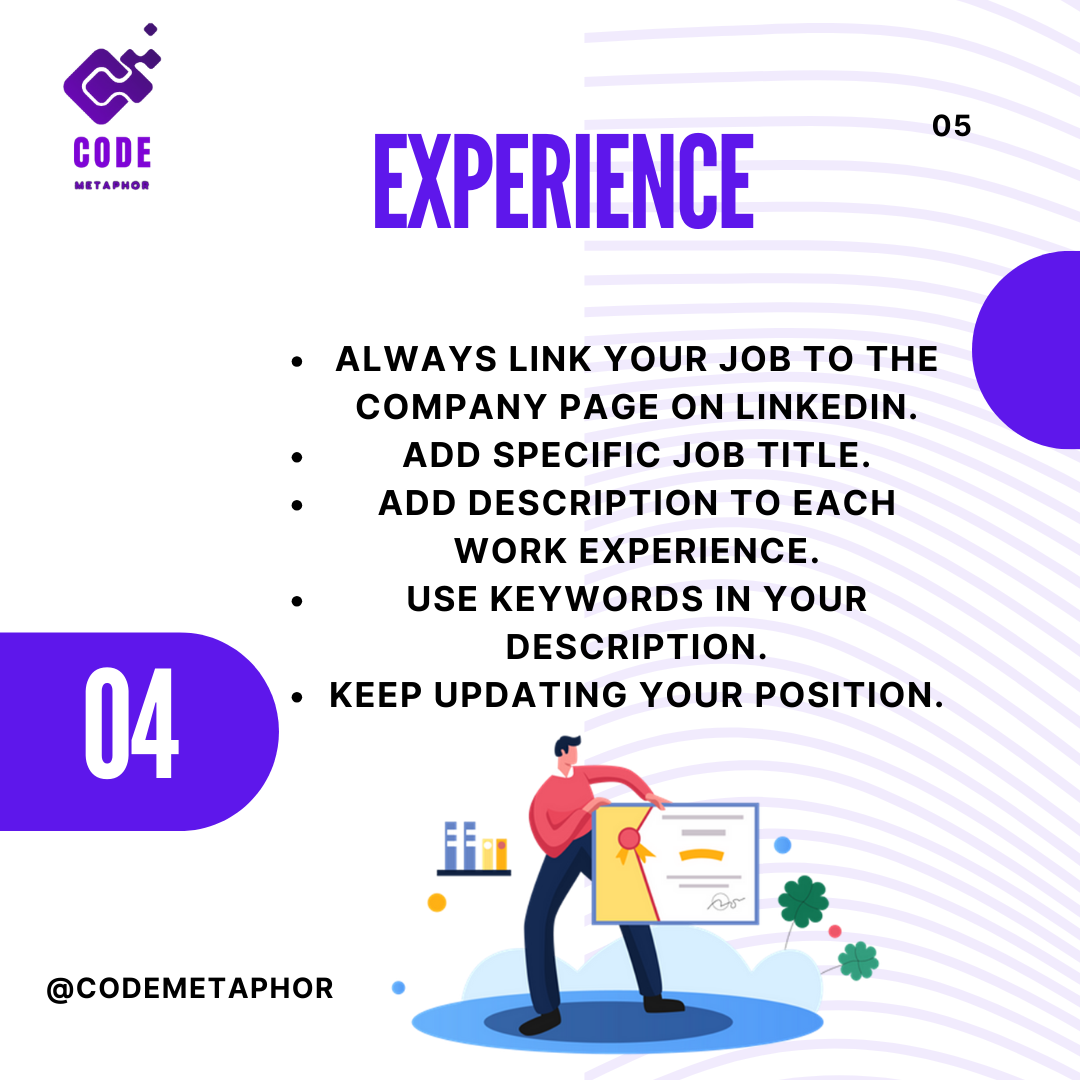 CODE
METAPHOR
05
EXPERIENCE
• ALWAYS LINK YOUR JOB TO THE
COMPANY PAGE ON LINKEDIN.
• ADD SPECIFIC JOB TITLE.
• ADD DESCRIPTION TO EACH
WORK EXPERIENCE.
• USE KEYWORDS IN YOUR
DESCRIPTION.
• KEEP UPDATING YOUR POSITION.
04
@CODEMETAPHOR